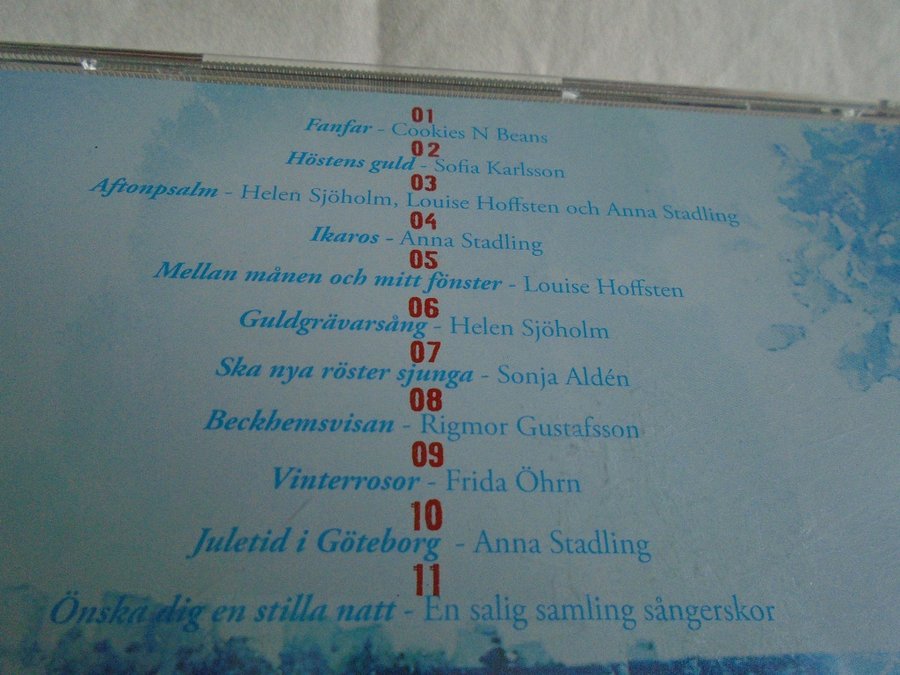 01
Fanfar - Cookies N Beans
02
Höstens guld - Sofia Karlsson
03
Aftonpsalm - Helen Sjöholm, Louise Hoffsten och Anna Stadling
04
Ikaros - Anna Stadling
05
Mellan månen och mitt fönster - Louise Hoffsten
06
Guldgrävarsång - Helen Sjöholm
07
Ska nya röster sjunga - Sonja Aldén
08
Beckhemsvisan - Rigmor Gustafsson
09
Vinterrosor - Frida Öhrn
10
Juletid i Göteborg - Anna Stadling
11
Önska dig en stilla natt - En salig samling sångerskor